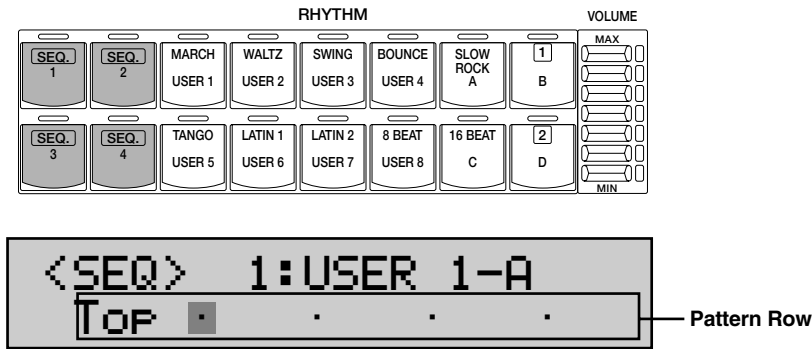 RHYTHM
VOLUME
MAX
SEQ. SEQ. MARCH WALTZ SWING BOUNCE SLOW 1
ROCK
1 2 USER 1 USER 2 USER 3 USER 4 A B
SEQ. SEQ. TANGO LATIN 1 LATIN 2 8 BEAT 16 BEAT 2
3 4 USER 5 USER 6 USER 7 USER 8 C D
MIN
<SEQ> 1:USER 1-A
Top · · · ·
Pattern Row